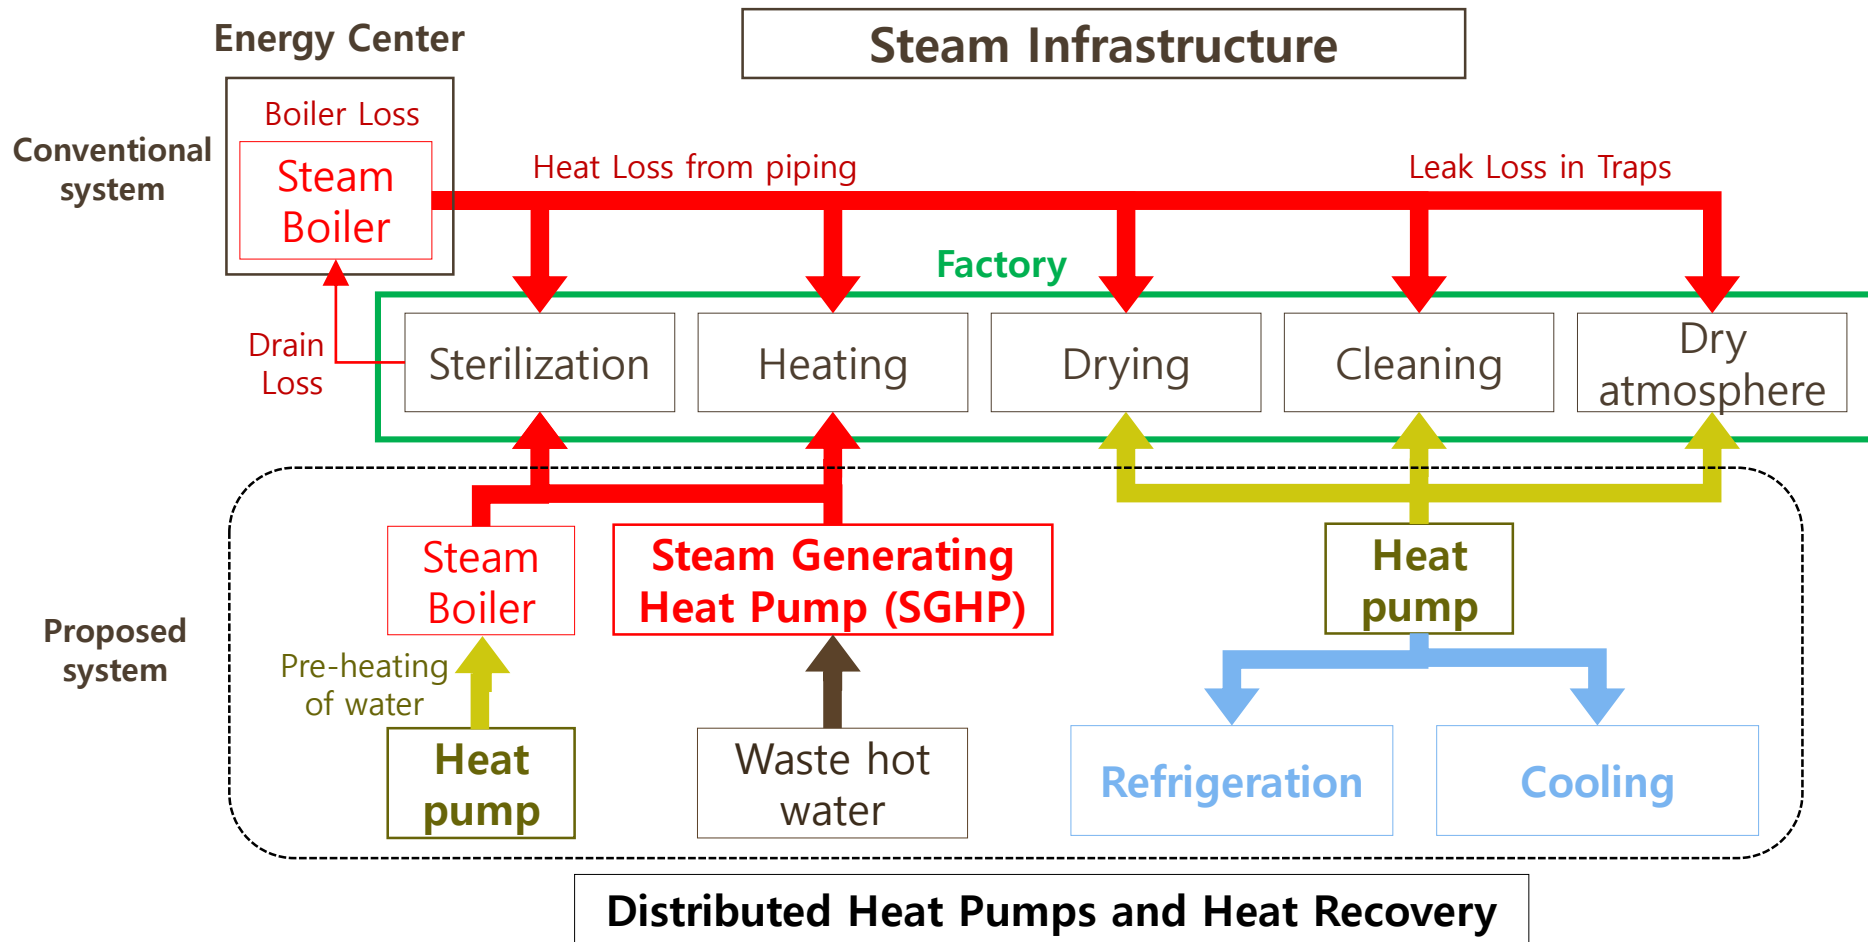 Energy Center
Steam Infrastructure
Boiler Loss
Conventional
system
Steam
Boiler
Heat Loss from piping
Leak Loss in Traps
Factory
Drain
Loss
Sterilization
Heating
Drying
Cleaning
Dry
atmosphere
Proposed
system
Steam
Boiler
Steam Generating
Heat Pump (SGHP)
Heat
pump
Pre-heating
of water
Heat
pump
Waste hot
water
Refrigeration
Cooling
Distributed Heat Pumps and Heat Recovery